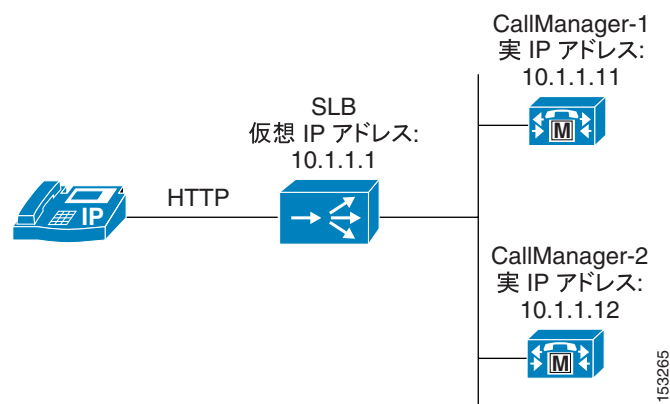 CallManager-1
実 IP アドレス:
10.1.1.11
SLB
仮想 IP アドレス:
10.1.1.1
HTTP
IP
M
CallManager-2
実 IP アドレス:
10.1.1.12
M
153265